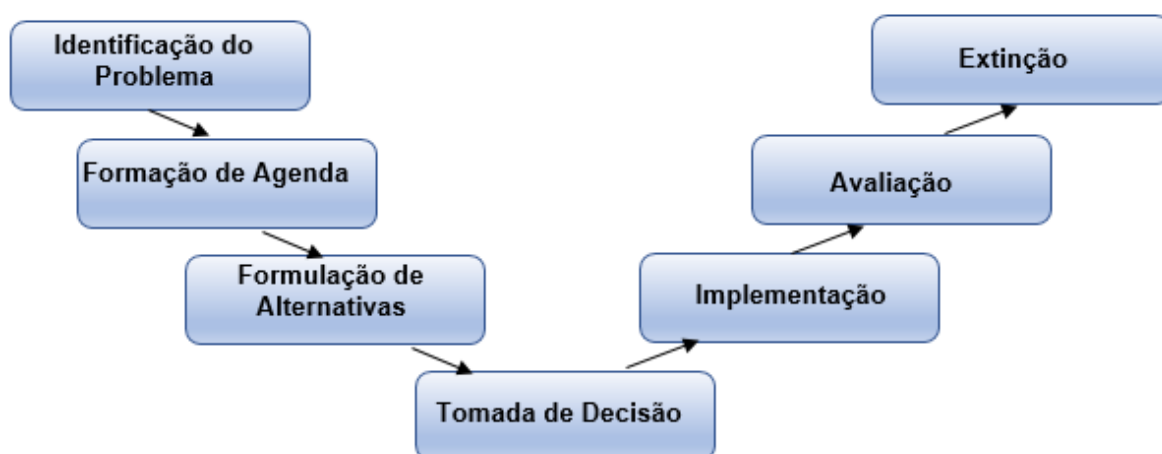 Identificação do
Problema
Formação de Agenda
Formulação de
Alternativas
Tomada de Decisão
Implementação
Avaliação
Extinção